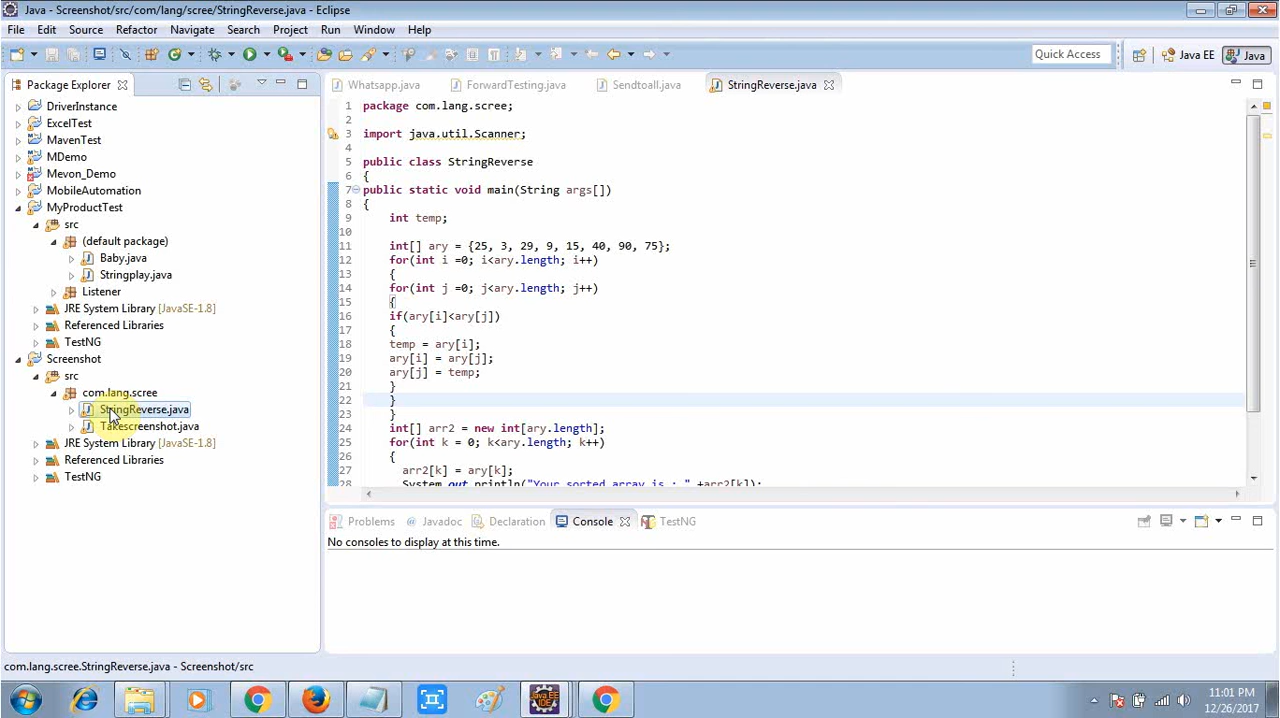 Java - Screenshot/src/com/lang/scree/StringReverse.java - Eclipse
File Edit Source Refactor Navigate Search Project Run Window Help
Quick Access Java EE Java
Package Explorer
DriverInstance
ExcelTest
MavenTest
MDemo
Mevon_Demo
MobileAutomation
MyProductTest
src
(default package)
Baby.java
Stringplay.java
Listener
JRE System Library [JavaSE-1.8]
Referenced Libraries
TestNG
Screenshot
src
com.lang.scree
StringReverse.java
Takescreenshot.java
JRE System Library [JavaSE-1.8]
Referenced Libraries
TestNG
Whatsapp.java ForwardTesting.java Sendtoall.java StringReverse.java
1 package com.lang.scree;
2
3 import java.util.Scanner;
4
5 public class StringReverse
6 {
7 public static void main(String args[])
8 {
9 int temp;
10
11 int[] ary = {25, 3, 29, 9, 15, 40, 90, 75};
12 for(int i =0; i<ary.length; i++)
13 {
14 for(int j =0; j<ary.length; j++)
15 {
16 if(ary[i]<ary[j])
17 {
18 temp = ary[i];
19 ary[i] = ary[j];
20 ary[j] = temp;
21 }
22 }
23 }
24 int[] arr2 = new int[ary.length];
25 for(int k = 0; k<ary.length; k++)
26 {
27 arr2[k] = ary[k];
28 System.out.println("Your sorted array is : " +arr2[k]);
Problems Javadoc Declaration Console TestNG
No consoles to display at this time.
com.lang.scree.StringReverse.java - Screenshot/src
Java EE
IDE
11:01 PM
12/26/2017